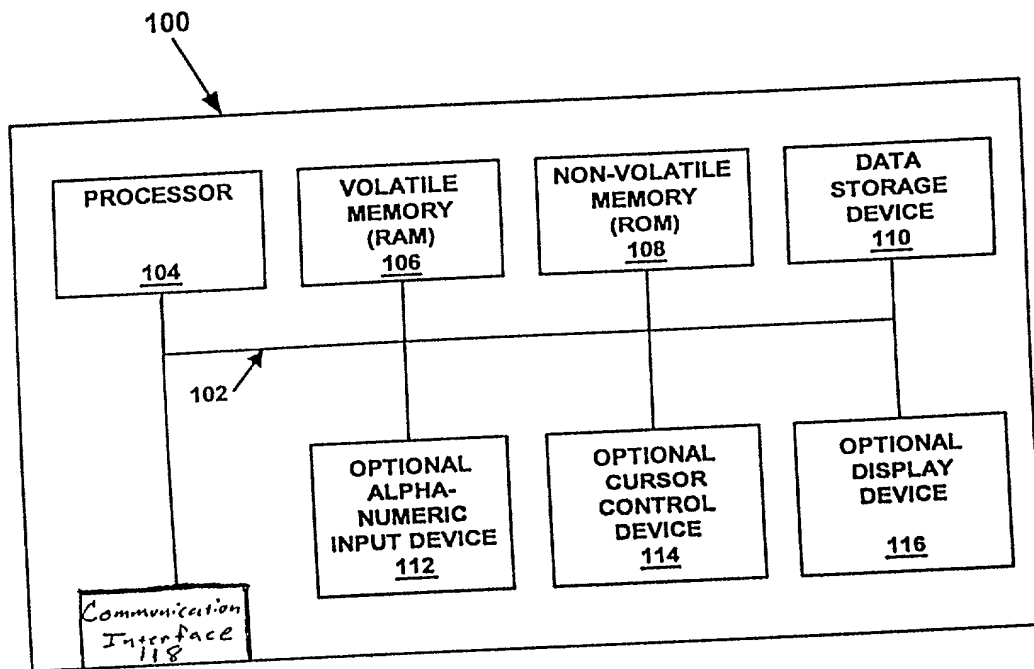 100
PROCESSOR
104
VOLATILE
MEMORY
(RAM)
106
NON-VOLATILE
MEMORY
(ROM)
108
DATA
STORAGE
DEVICE
110
102
OPTIONAL
ALPHA-
NUMERIC
INPUT DEVICE
112
OPTIONAL
CURSOR
CONTROL
DEVICE
114
OPTIONAL
DISPLAY
DEVICE
116
Communication
Interface
118